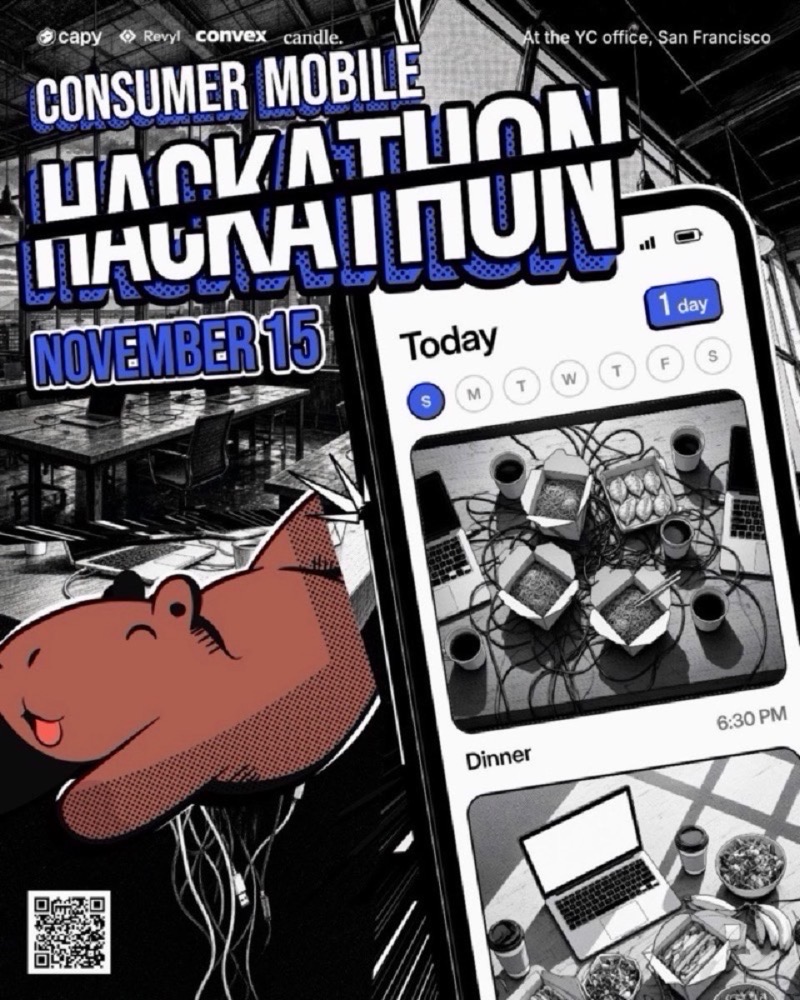 capy Revyl convex candle.
At the YC office, San Francisco
CONSUMER MOBILE
HACKATHON
NOVEMBER 15
1 day
Today
S M T W T F S
6:30 PM
Dinner